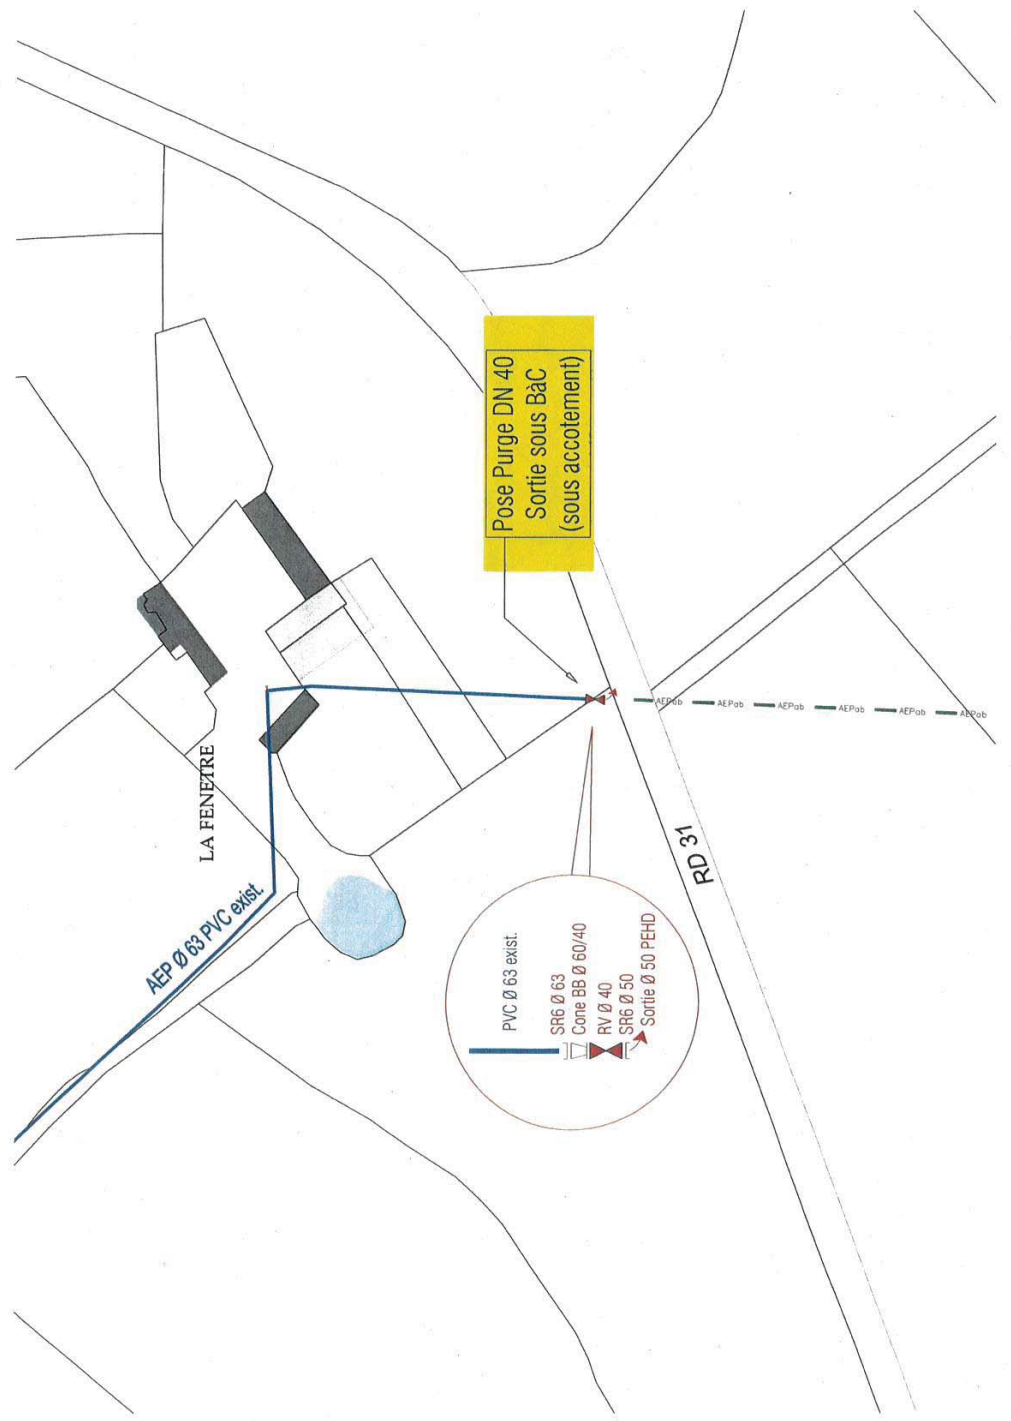 Pose Purge DN 40
Sortie sous BàC
(sous accotement)
LA FENETRE
AEP Ø 63 PVC exist.
AEPab
AEPab
AEPab
AEPab
AEPab
AEPab
RD 31
PVC Ø 63 exist.
SR6 Ø 63
Cone BB Ø 60/40
RV Ø 40
SR6 Ø 50
Sortie Ø 50 PEHD